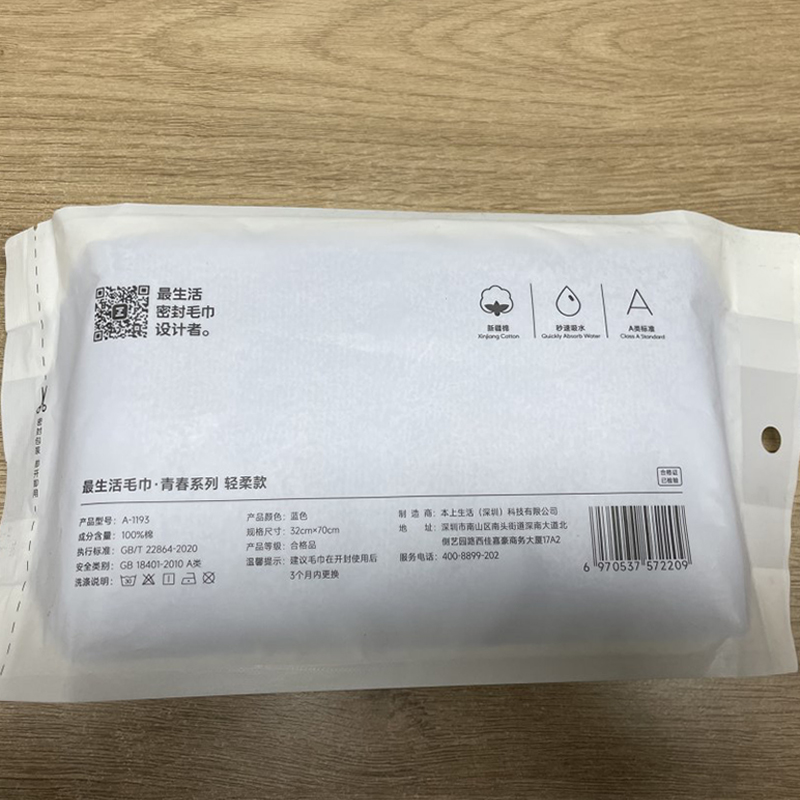 最生活
密封毛巾
设计者。
新疆棉
Xinjiang Cotton
秒速吸水
Quickly Absorb Water
A
A类标准
Class A Standard
密封包装 即开即用
最生活毛巾·青春系列 轻柔款
合格证
已检验
产品型号：A-1193
成分含量：100%棉
执行标准：GB/T 22864-2020
安全类别：GB 18401-2010 A类
洗涤说明：
产品颜色：蓝色
规格尺寸：32cm×70cm
产品等级：合格品
温馨提示：建议毛巾在开封使用后
3个月内更换
制 造 商：本上生活（深圳）科技有限公司
地 址：深圳市南山区南头街道深南大道北
侧艺园路西佳嘉豪商务大厦17A2
服务电话：400-8899-202
6 970537 572209